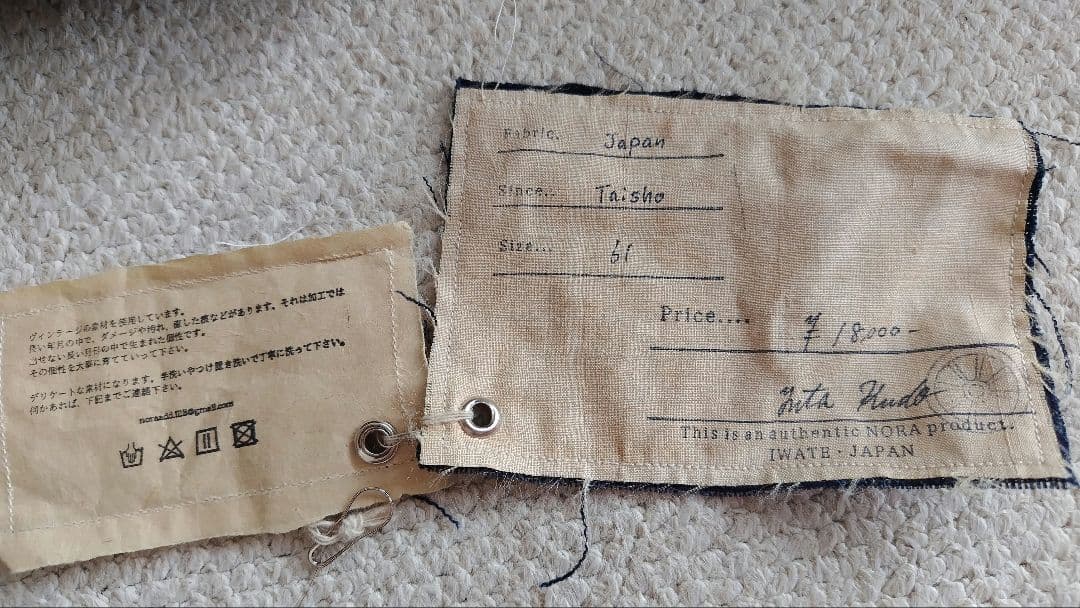 ヴィンテージの素材を使用しています。
長い年月の中で、ダメージや汚れ、直した痕などがあります。それは加工では
出せない長い月日の中で生まれた個性です。
その個性を大事に育てていって下さい。
デリケートな素材になります。手洗いやつけ置き洗いで丁寧に洗って下さい。
何かあれば、下記までご連絡下さい。
Fabric. Japan
Since... Taisho
Size... 61
Price.... ¥ 18.000-
Yuta Kudo
This is an authentic NORA product.
IWATE · JAPAN